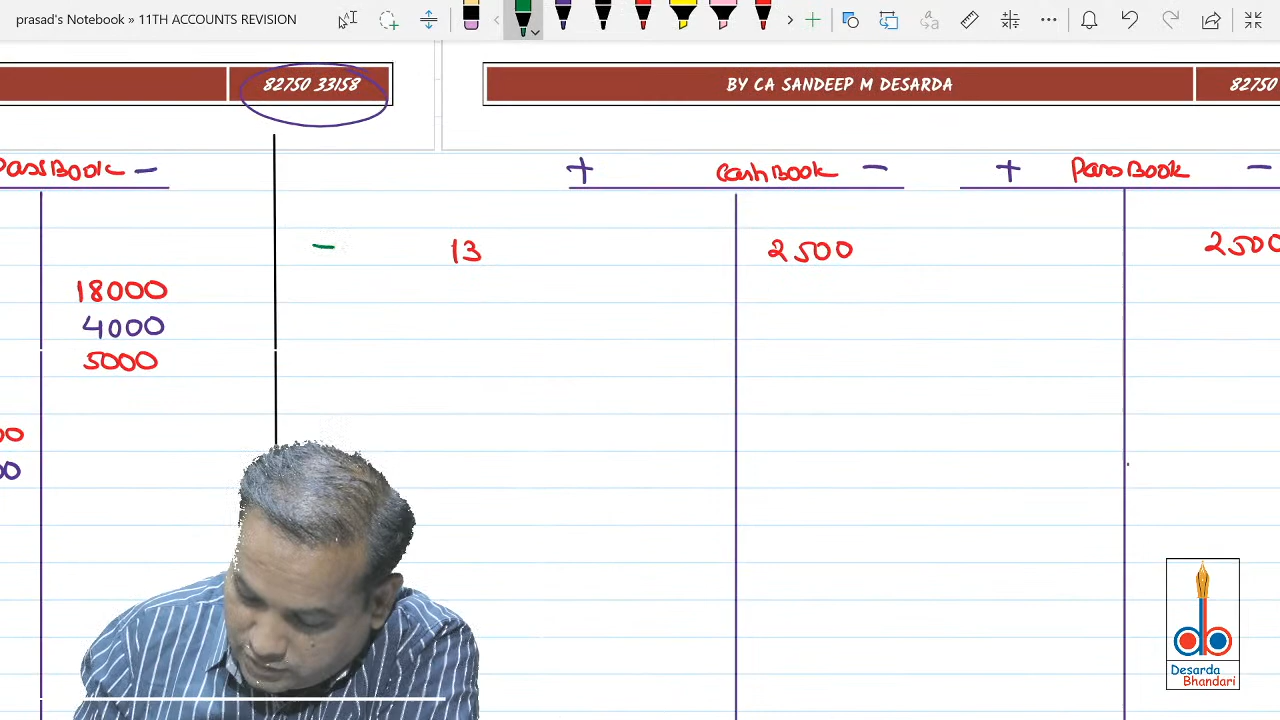 prasad's Notebook » 11TH ACCOUNTS REVISION
82750 33158
BY CA SANDEEP M DESARDA
82750
PassBook -
+ CashBook -
+ PassBook -
- 13 2500 2500
18000
4000
5000
00
00
Desarda
Bhandari